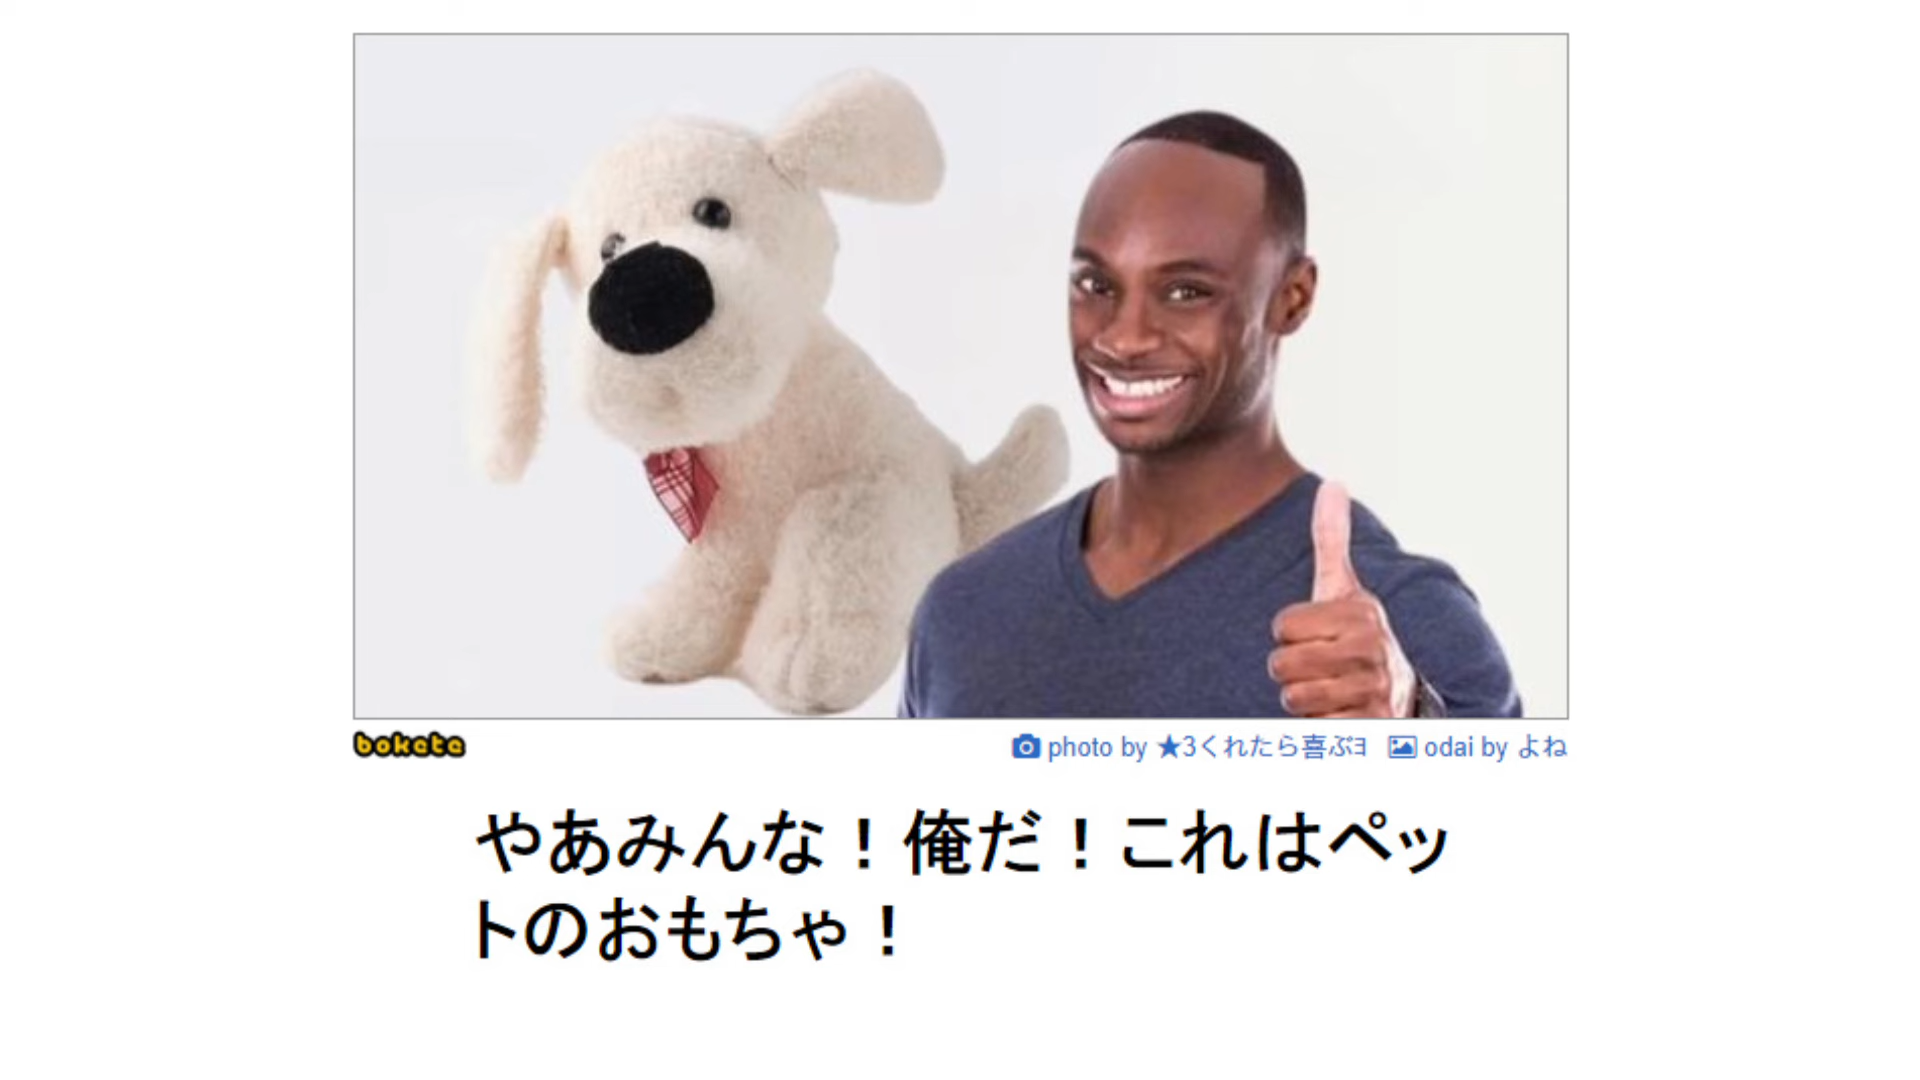 bokete
photo by ★3くれたら喜ぷヨ odai by よね
やあみんな！俺だ！これはペッ
トのおもちゃ！